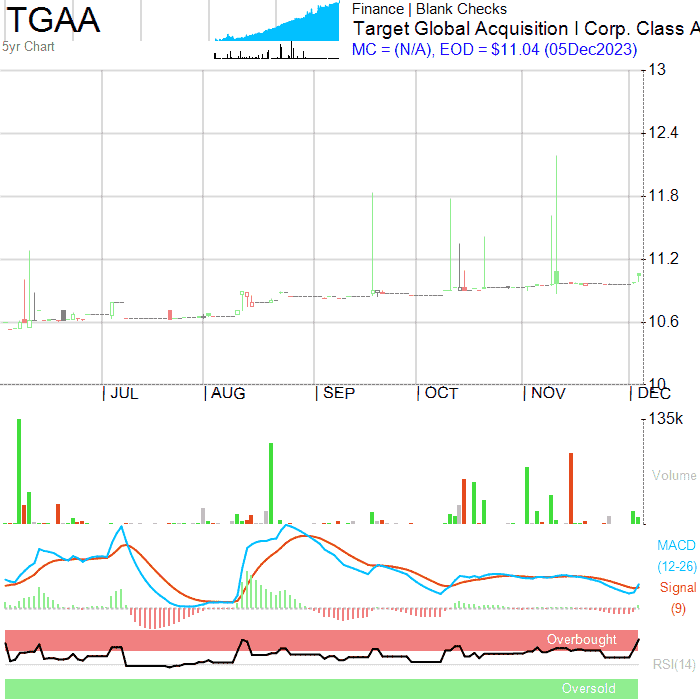 TGAA
5yr Chart
Finance | Blank Checks
Target Global Acquisition I Corp. Class A
MC = (N/A), EOD = $11.04 (05Dec2023)
13
12.4
11.8
11.2
10.6
10
| JUL | AUG | SEP | OCT | NOV | DEC
135k
Volume
MACD
(12-26)
Signal
(9)
Overbought
RSI(14)
Oversold